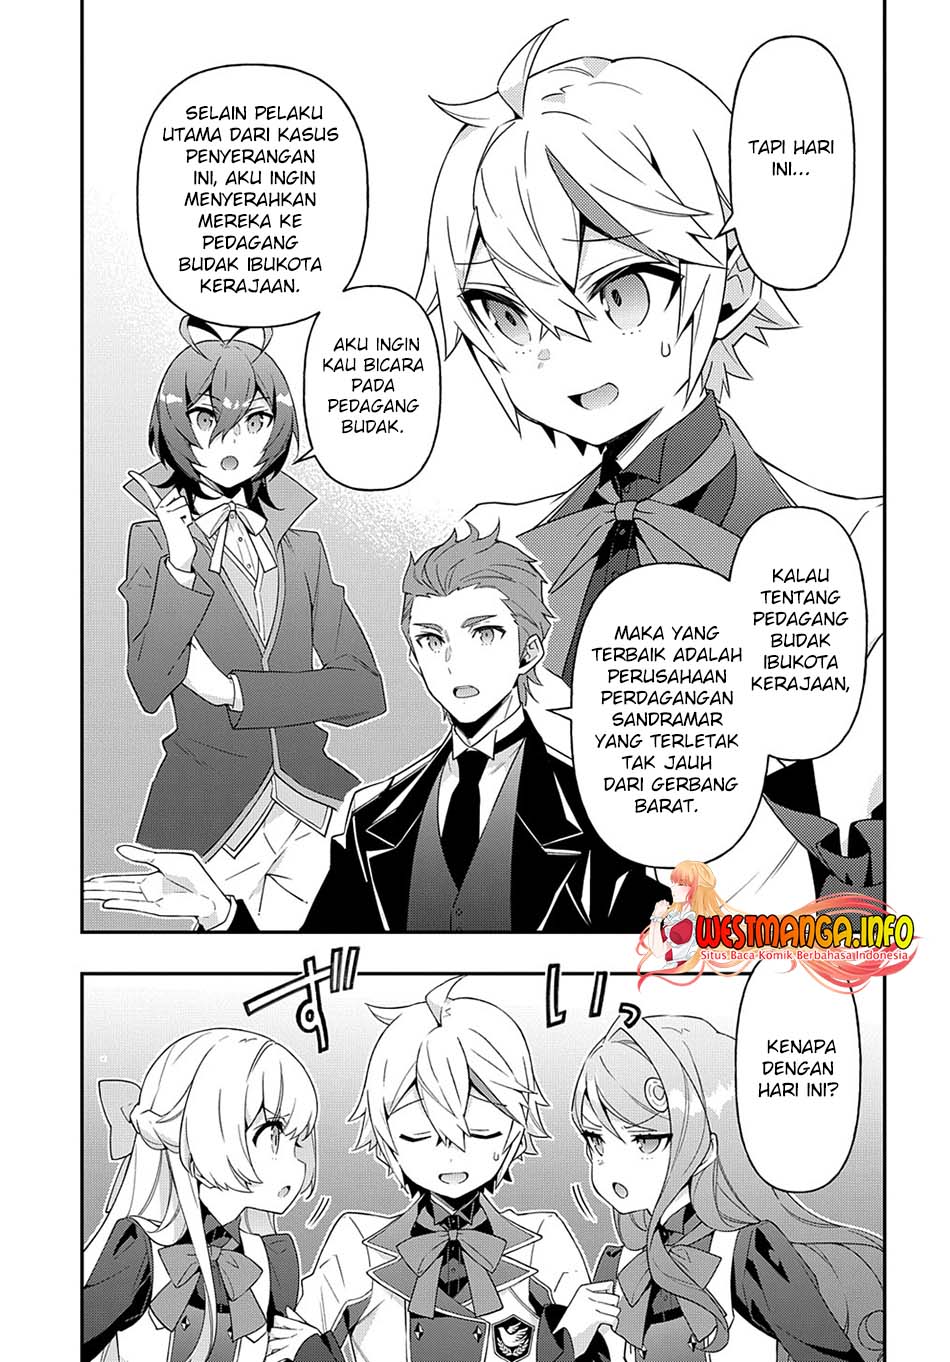 TAPI HARI
INI...
SELAIN PELAKU
UTAMA DARI KASUS
PENYERANGAN
INI, AKU INGIN
MENYERAHKAN
MEREKA KE
PEDAGANG
BUDAK IBUKOTA
KERAJAAN.
AKU INGIN
KAU BICARA
PADA
PEDAGANG
BUDAK.
KALAU
TENTANG
PEDAGANG
BUDAK
IBUKOTA
KERAJAAN,
MAKA YANG
TERBAIK ADALAH
PERUSAHAAN
PERDAGANGAN
SANDRAMAR
YANG TERLETAK
TAK JAUH
DARI GERBANG
BARAT.
WESTMANGA.INFO
Situs Baca Komik Berbahasa Indonesia
KENAPA
DENGAN
HARI INI?
ずいっ